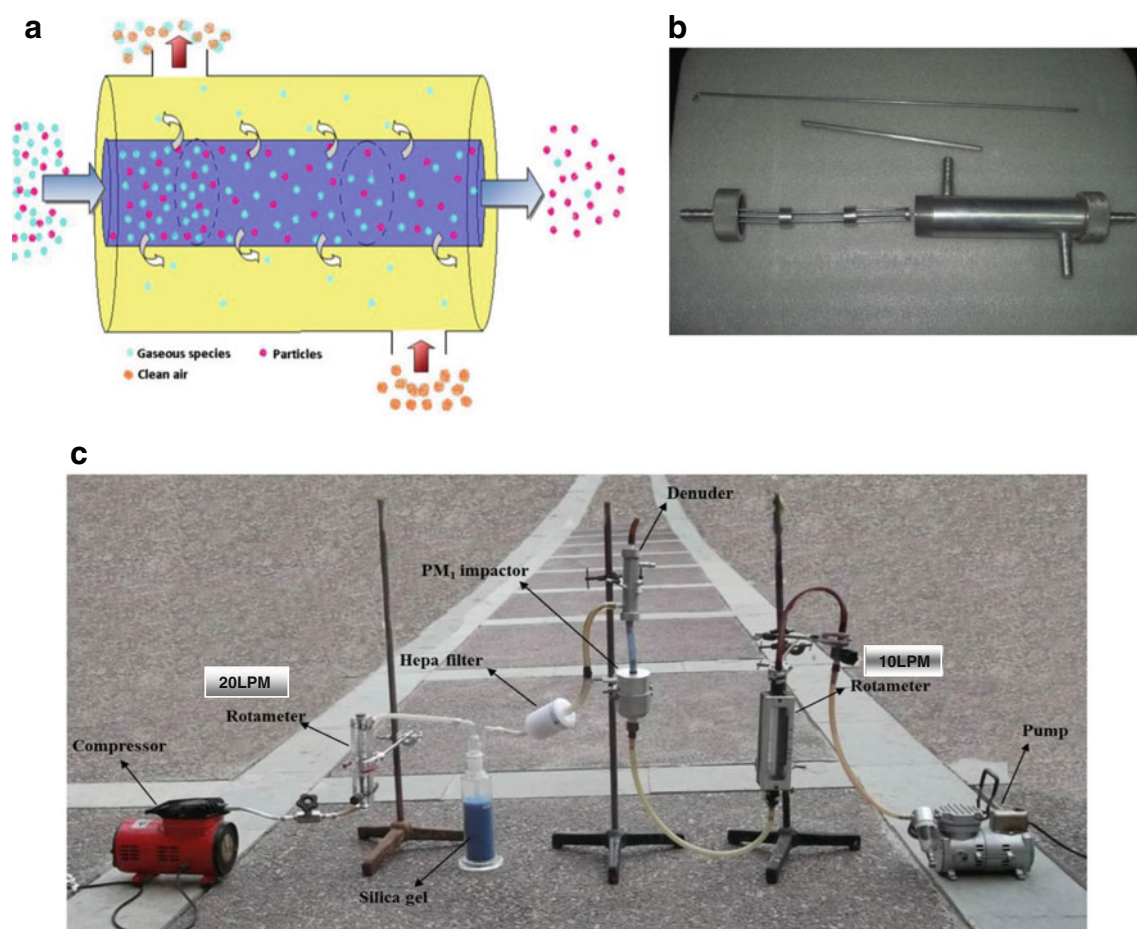 a
b
Gaseous species
Particles
Clean air
c
Denuder
PM₁ impactor
Hepa filter
20LPM
10LPM
Rotameter
Rotameter
Compressor
Pump
Silica gel